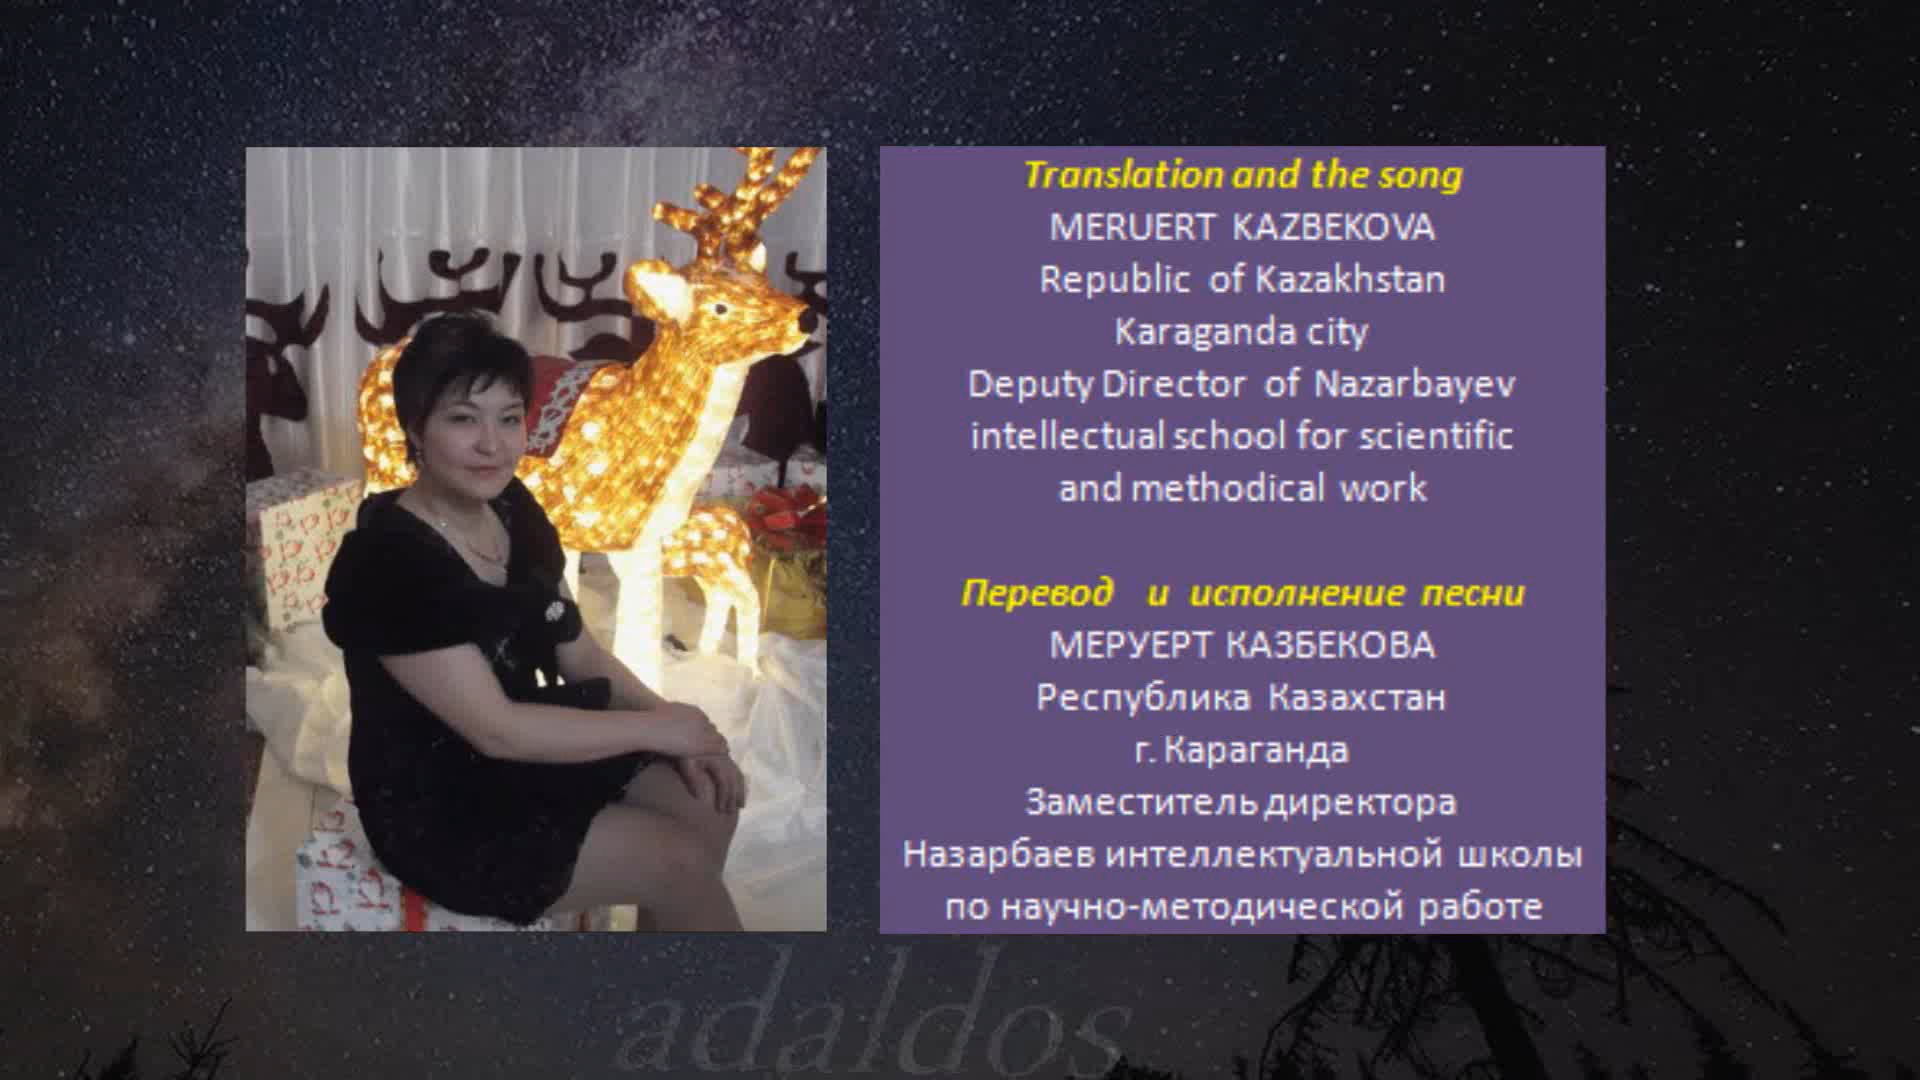 Translation and the song
MERUERT KAZBEKOVA
Republic of Kazakhstan
Karaganda city
Deputy Director of Nazarbayev
intellectual school for scientific
and methodical work
Перевод и исполнение песни
МЕРУЕРТ КАЗБЕКОВА
Республика Казахстан
г. Караганда
Заместитель директора
Назарбаев интеллектуальной школы
по научно-методической работе
adaldos